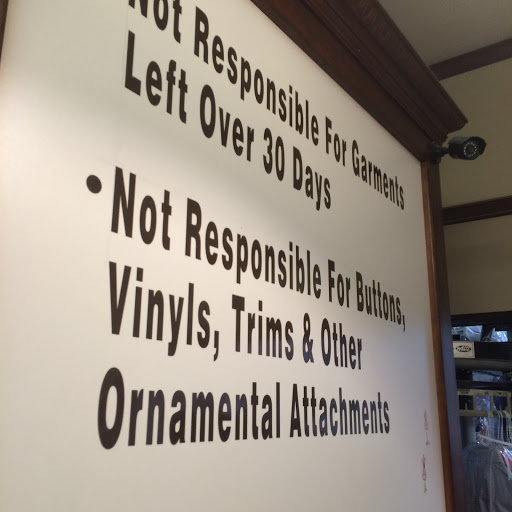 Not Responsible For Garments
Left Over 30 Days
• Not Responsible For Buttons,
Vinyls, Trims & Other
Ornamental Attachments